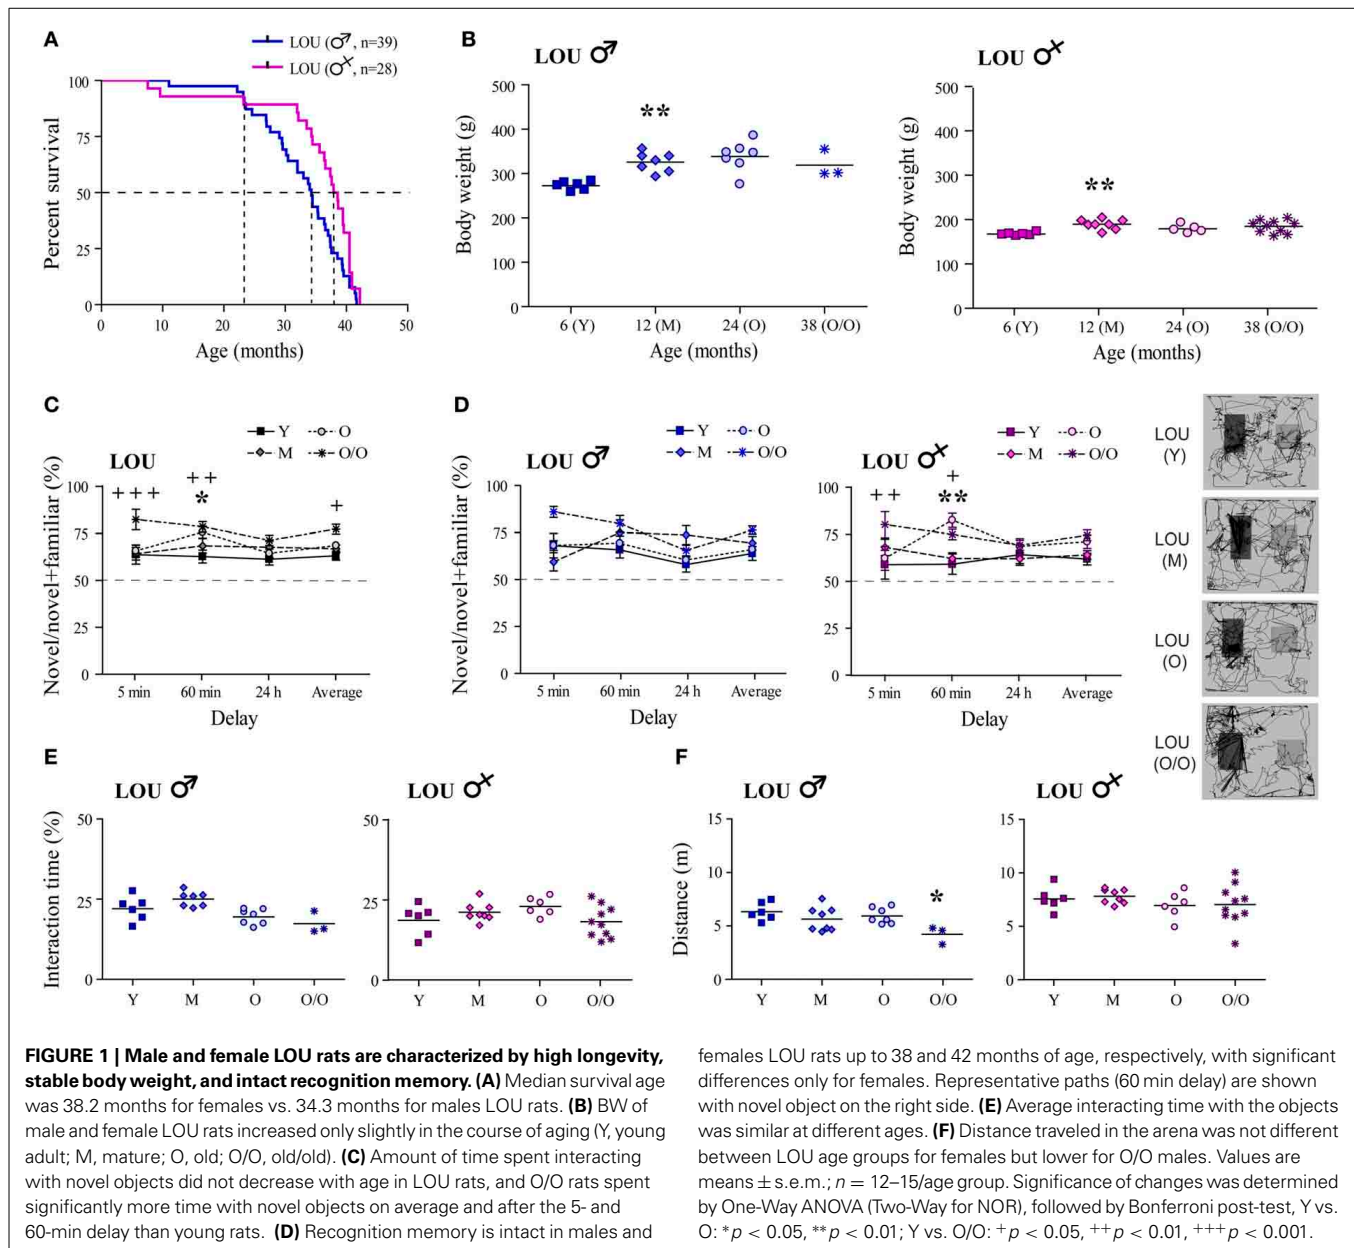 A
LOU (♂, n=39)
LOU (♀, n=28)
Percent survival
100
75
50
25
0
0 10 20 30 40 50
Age (months)
B
LOU ♂
Body weight (g)
500
400
300
200
100
0
**
6 (Y) 12 (M) 24 (O) 38 (O/O)
Age (months)
LOU ♀
Body weight (g)
500
400
300
200
100
0
**
6 (Y) 12 (M) 24 (O) 38 (O/O)
Age (months)
C
Y O
M O/O
LOU
Novel/novel+familiar (%)
100
75
50
25
0
+++
++
*
+
5 min 60 min 24 h Average
Delay
D
LOU ♂
Y O
M O/O
Novel/novel+familiar (%)
100
75
50
25
0
5 min 60 min 24 h Average
Delay
LOU ♀
Y O
M O/O
100
75
50
25
0
++
+
**
5 min 60 min 24 h Average
Delay
LOU
(Y)
LOU
(M)
LOU
(O)
LOU
(O/O)
E
LOU ♂
Interaction time (%)
50
25
0
Y M O O/O
LOU ♀
50
25
0
Y M O O/O
F
LOU ♂
Distance (m)
15
10
5
0
*
Y M O O/O
LOU ♀
15
10
5
0
Y M O O/O
FIGURE 1 | Male and female LOU rats are characterized by high longevity,
stable body weight, and intact recognition memory. (A) Median survival age
was 38.2 months for females vs. 34.3 months for males LOU rats. (B) BW of
male and female LOU rats increased only slightly in the course of aging (Y, young
adult; M, mature; O, old; O/O, old/old). (C) Amount of time spent interacting
with novel objects did not decrease with age in LOU rats, and O/O rats spent
significantly more time with novel objects on average and after the 5- and
60-min delay than young rats. (D) Recognition memory is intact in males and
females LOU rats up to 38 and 42 months of age, respectively, with significant
differences only for females. Representative paths (60 min delay) are shown
with novel object on the right side. (E) Average interacting time with the objects
was similar at different ages. (F) Distance traveled in the arena was not different
between LOU age groups for females but lower for O/O males. Values are
means ± s.e.m.; n = 12–15/age group. Significance of changes was determined
by One-Way ANOVA (Two-Way for NOR), followed by Bonferroni post-test, Y vs.
O: *p < 0.05, **p < 0.01; Y vs. O/O: +p < 0.05, ++p < 0.01, +++p < 0.001.